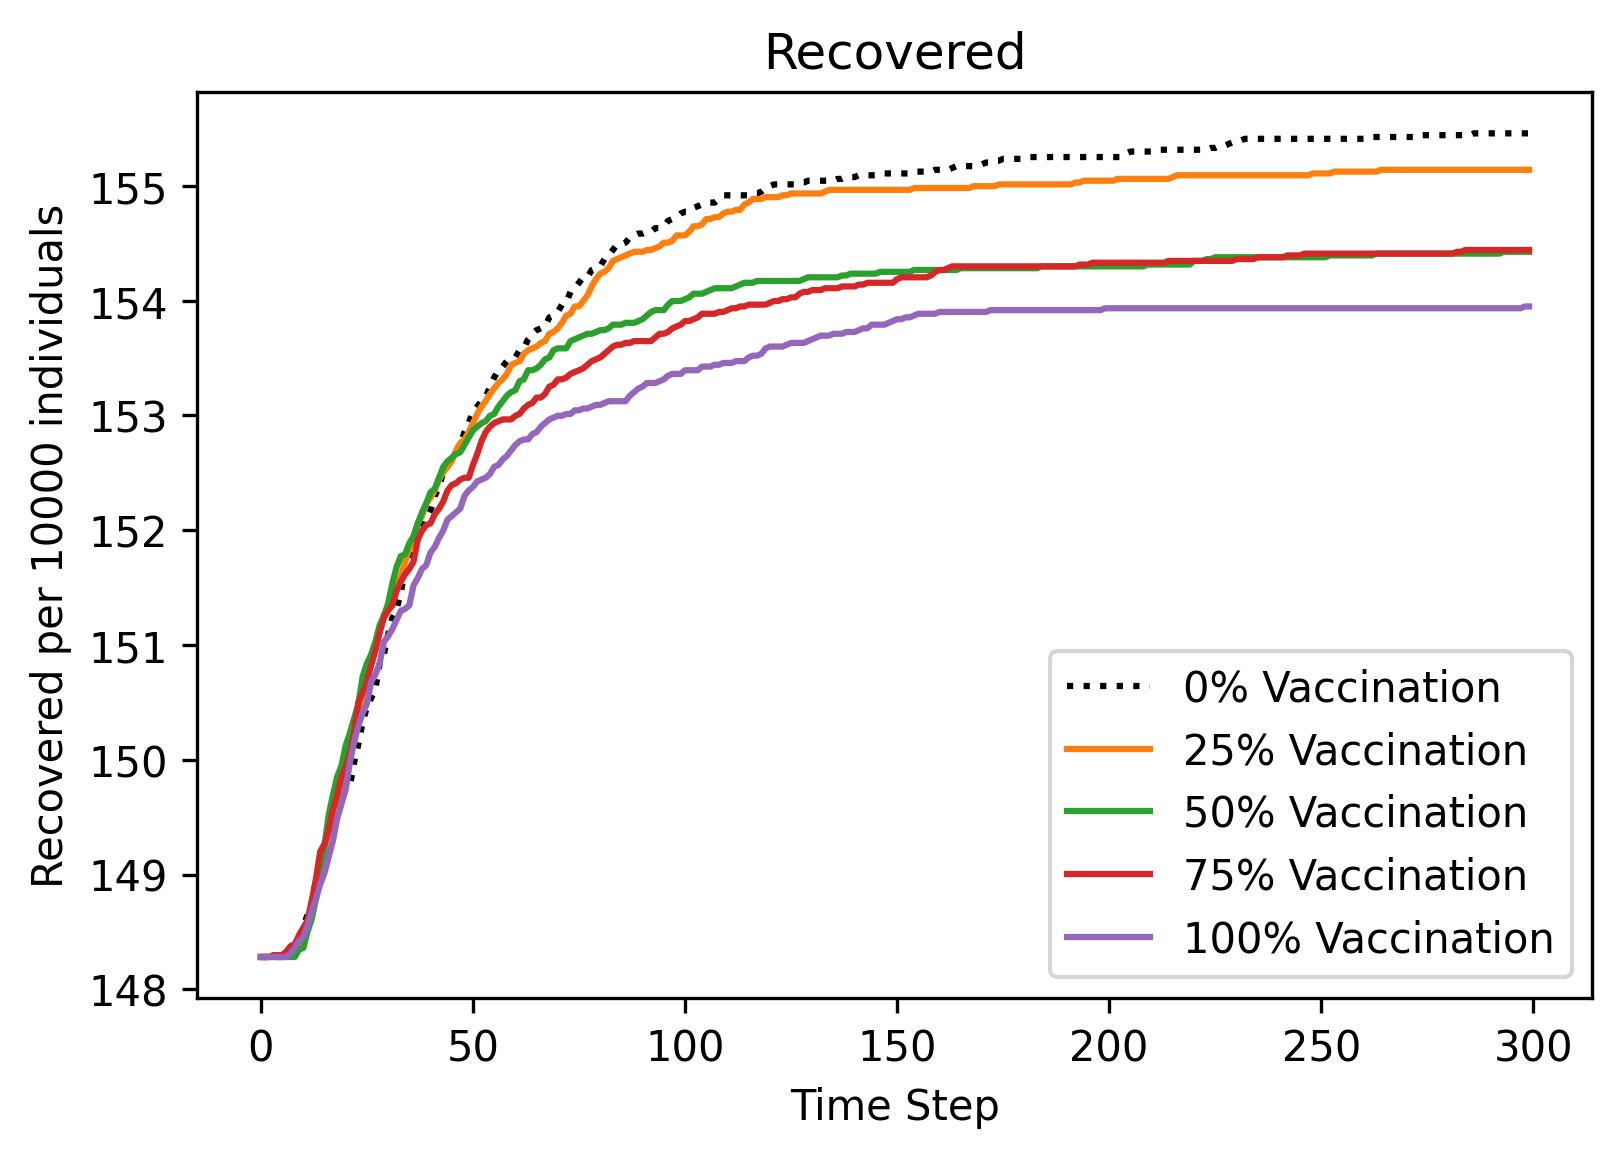 Recovered
Recovered per 10000 individuals
155
154
153
152
151
150
149
148
0% Vaccination
25% Vaccination
50% Vaccination
75% Vaccination
100% Vaccination
0 50 100 150 200 250 300
Time Step